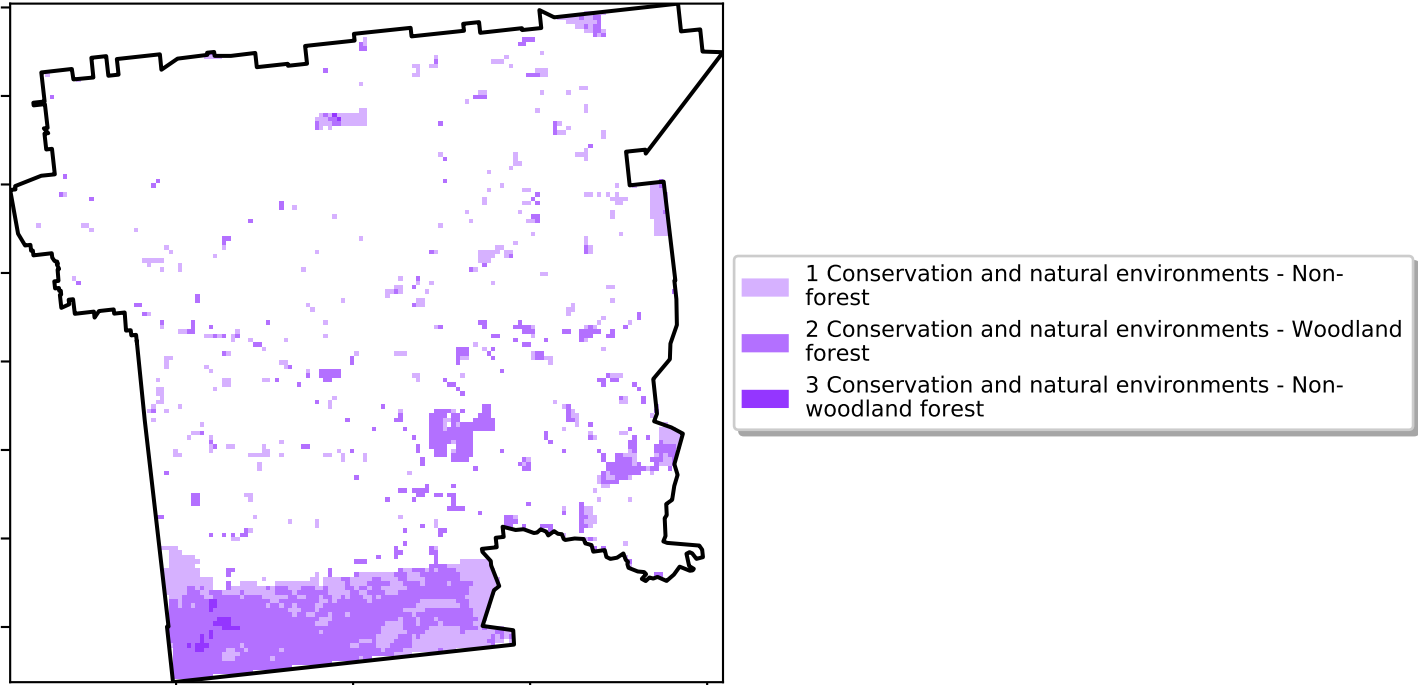 1 Conservation and natural environments - Non-
forest
2 Conservation and natural environments - Woodland
forest
3 Conservation and natural environments - Non-
woodland forest